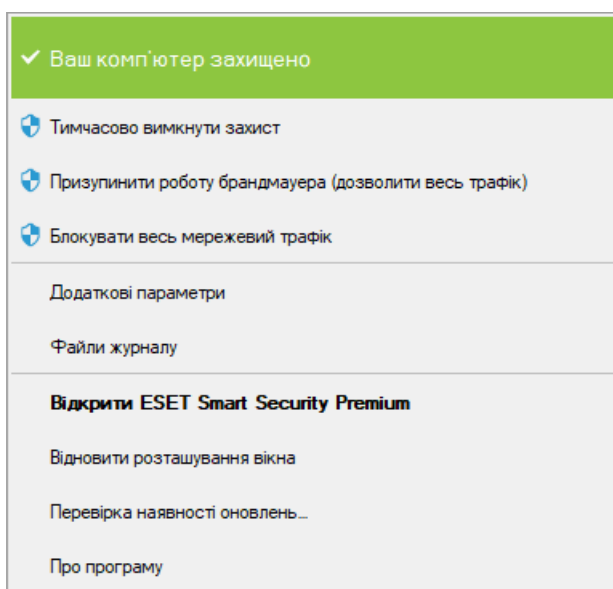 Ваш комп'ютер захищено
Тимчасово вимкнути захист
Призупинити роботу брандмауера (дозволити весь трафік)
Блокувати весь мережевий трафік
Додаткові параметри
Файли журналу
Відкрити ESET Smart Security Premium
Відновити розташування вікна
Перевірка наявності оновлень...
Про програму